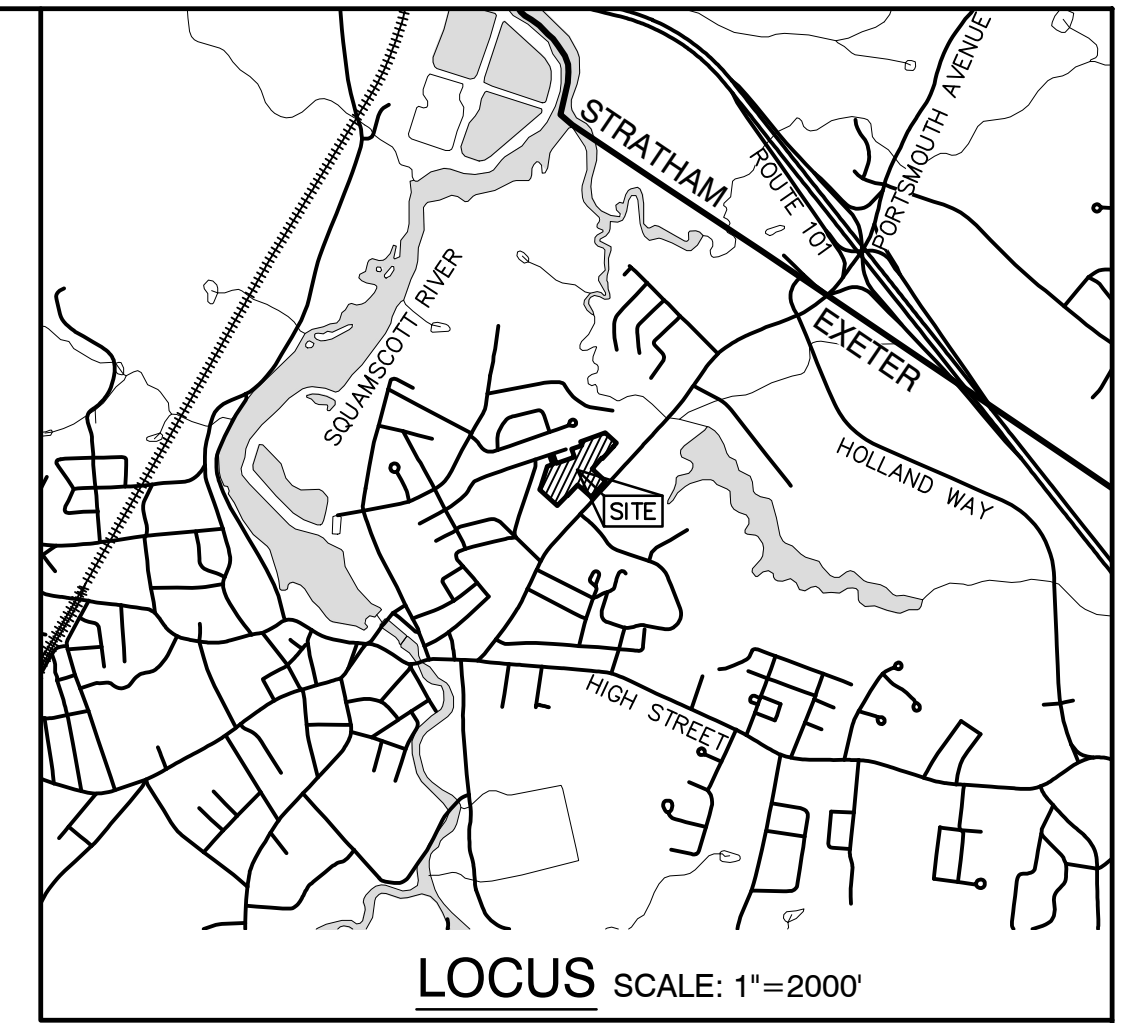 PORTSMOUTH AVENUE
STRATHAM
ROUTE 101
SQUAMSCOTT RIVER
EXETER
HOLLAND WAY
SITE
HIGH STREET
LOCUS SCALE: 1"=2000'